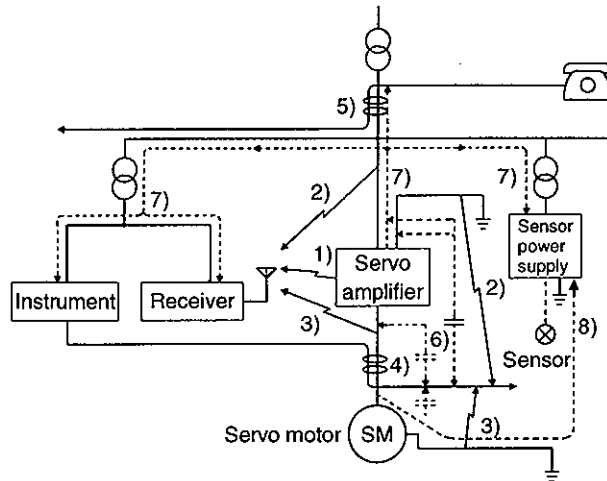 5)
7)
2)
7)
7)
1)
Servo
amplifier
Sensor
power
supply
2)
Instrument
Receiver
3)
6)
8)
Sensor
4)
Servo motor
SM
3)